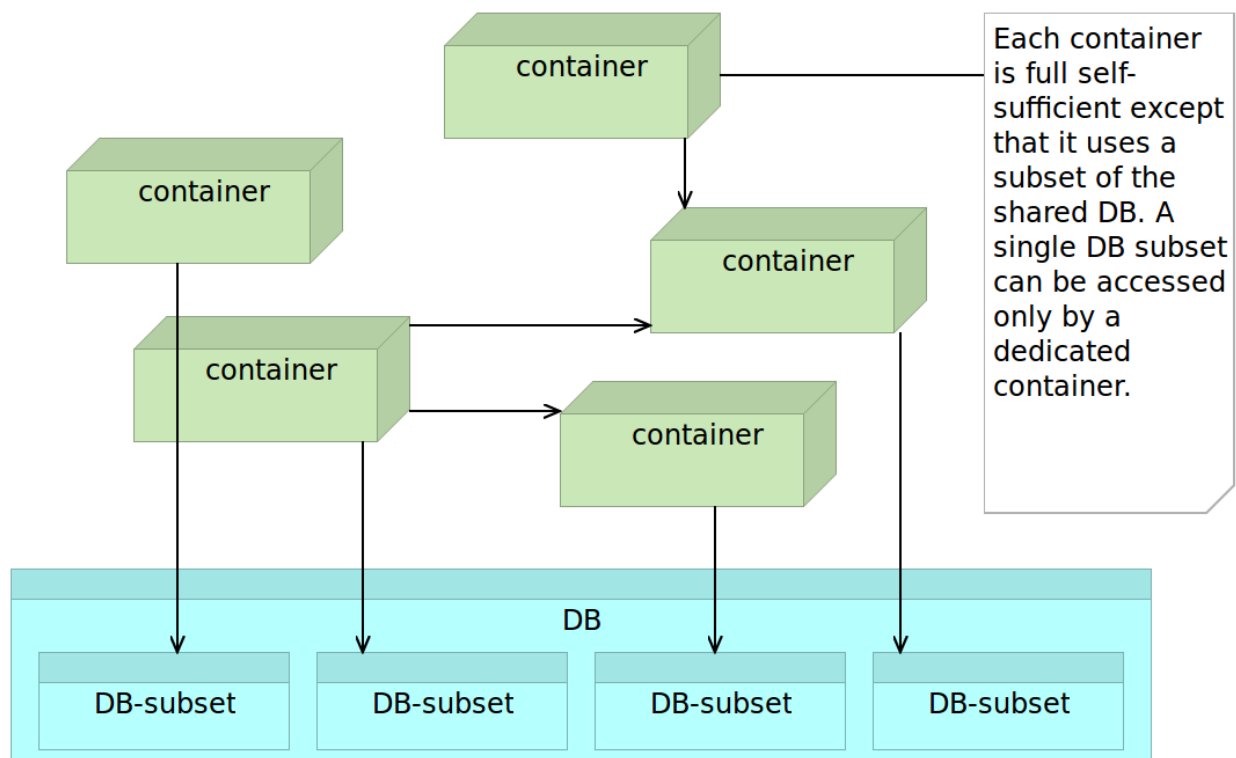 container
Each container
is full self-
sufficient except
that it uses a
subset of the
shared DB. A
single DB subset
can be accessed
only by a
dedicated
container.
container
container
container
container
DB
DB-subset
DB-subset
DB-subset
DB-subset